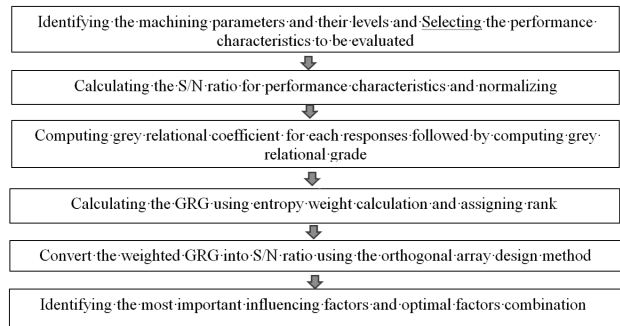 Identifying the machining parameters and their levels and Selecting the performance
characteristics to be evaluated
Calculating the S/N ratio for performance characteristics and normalizing
Computing grey relational coefficient for each responses followed by computing grey
relational grade
Calculating the GRG using entropy weight calculation and assigning rank
Convert the weighted GRG into S/N ratio using the orthogonal array design method
Identifying the most important influencing factors and optimal factors combination